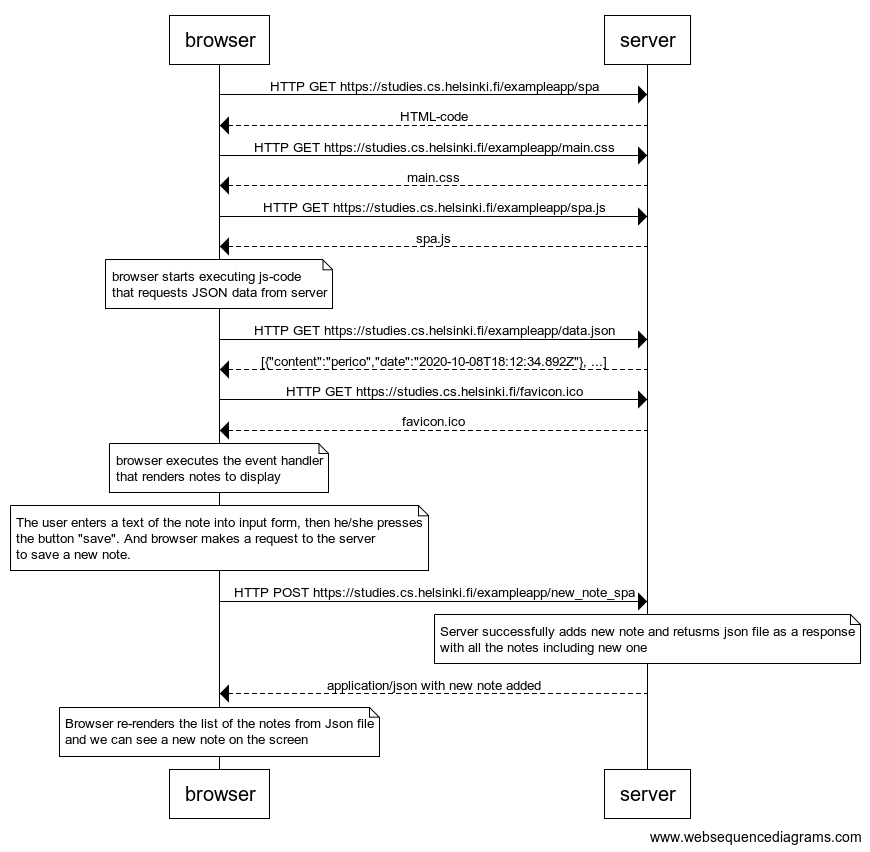 browser
server
HTTP GET https://studies.cs.helsinki.fi/exampleapp/spa
HTML-code
HTTP GET https://studies.cs.helsinki.fi/exampleapp/main.css
main.css
HTTP GET https://studies.cs.helsinki.fi/exampleapp/spa.js
spa.js
browser starts executing js-code
that requests JSON data from server
HTTP GET https://studies.cs.helsinki.fi/exampleapp/data.json
[{"content":"perico","date":"2020-10-08T18:12:34.892Z"}, ...]
HTTP GET https://studies.cs.helsinki.fi/favicon.ico
favicon.ico
browser executes the event handler
that renders notes to display
The user enters a text of the note into input form, then he/she presses
the button "save". And browser makes a request to the server
to save a new note.
HTTP POST https://studies.cs.helsinki.fi/exampleapp/new_note_spa
Server successfully adds new note and retusrns json file as a response
with all the notes including new one
application/json with new note added
Browser re-renders the list of the notes from Json file
and we can see a new note on the screen
browser
server
www.websequencediagrams.com